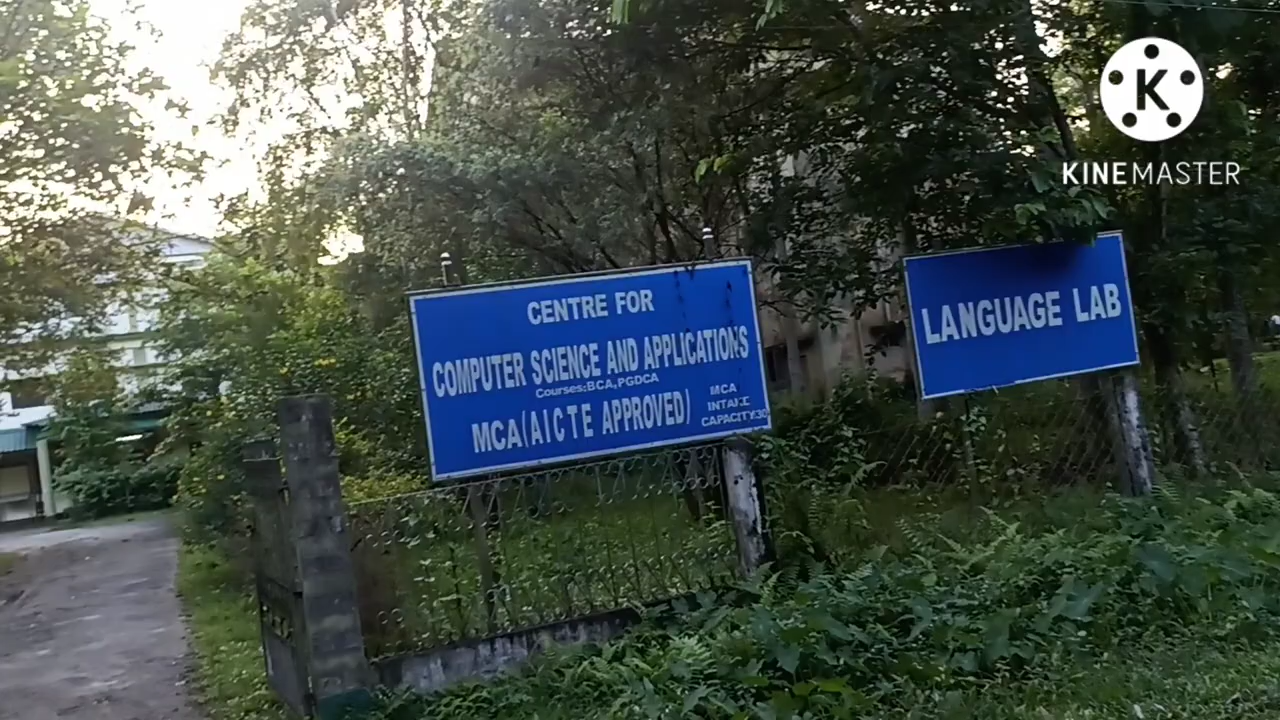 K
KINEMASTER
CENTRE FOR
COMPUTER SCIENCE AND APPLICATIONS
Courses:BCA,PGDCA
MCA(AICTE APPROVED)
MCA
INTAKE
CAPACITY:30
LANGUAGE LAB